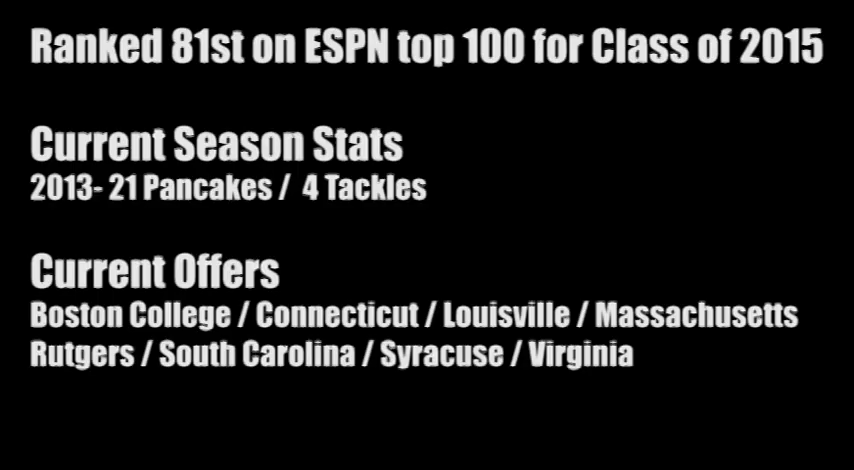 Ranked 81st on ESPN top 100 for Class of 2015
Current Season Stats
2013- 21 Pancakes / 4 Tackles
Current Offers
Boston College / Connecticut / Louisville / Massachusetts
Rutgers / South Carolina / Syracuse / Virginia